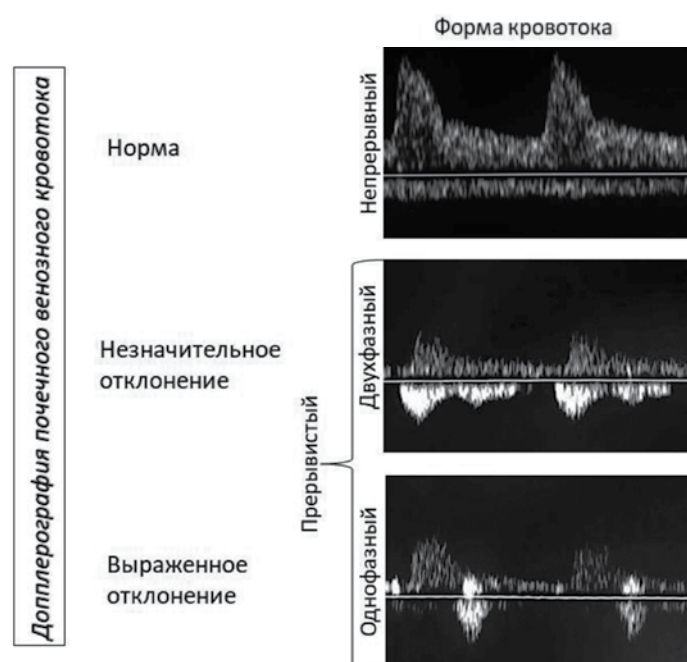 Форма кровотока
Допплерография почечного венозного кровотока
Норма
Непрерывный
Незначительное
отклонение
Прерывистый
Двухфазный
Выраженное
отклонение
Однофазный